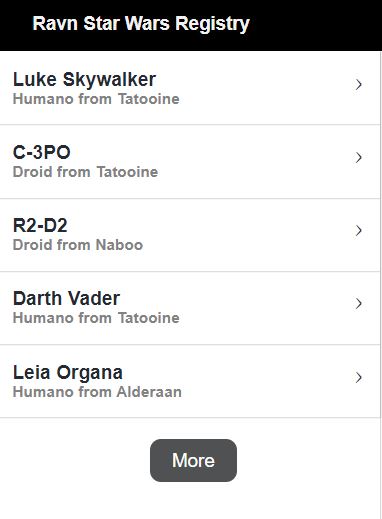 Ravn Star Wars Registry
Luke Skywalker
Humano from Tatooine
C-3PO
Droid from Tatooine
R2-D2
Droid from Naboo
Darth Vader
Humano from Tatooine
Leia Organa
Humano from Alderaan
More